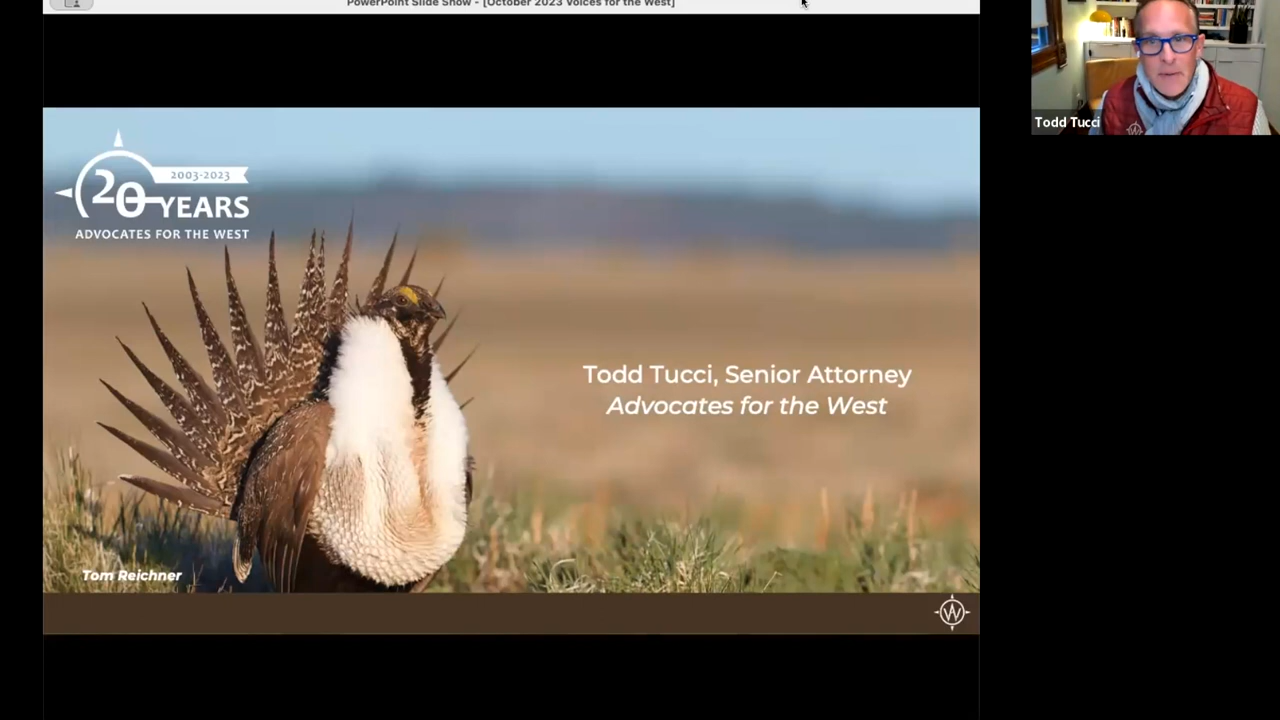 PowerPoint Slide Show - [October 2023 Voices for the West]
Todd Tucci
2003-2023
20 YEARS
ADVOCATES FOR THE WEST
Todd Tucci, Senior Attorney
Advocates for the West
Tom Reichner
W